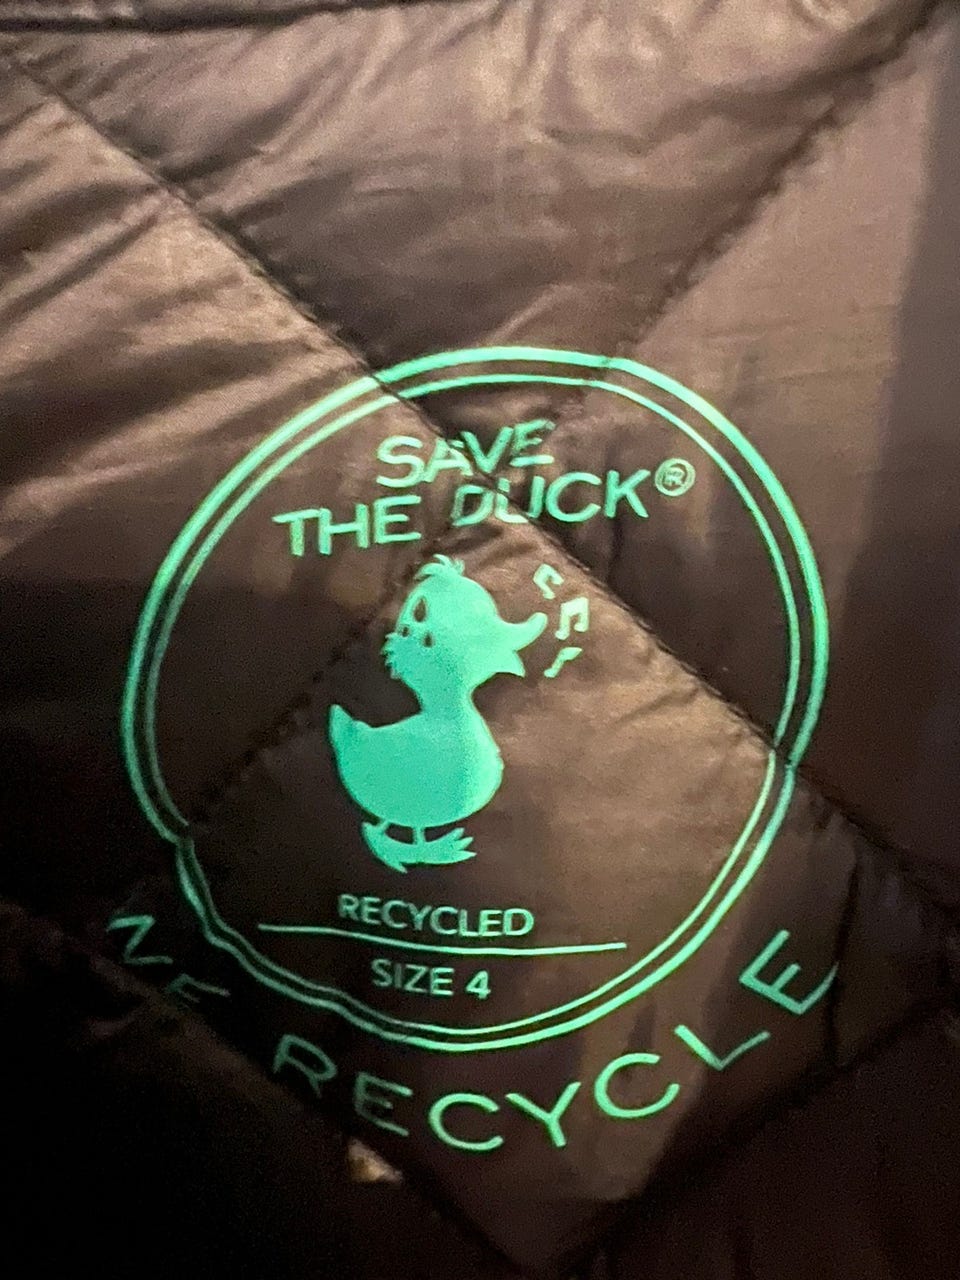 SAVE
THE DUCK®
RECYCLED
SIZE 4
RECYCLE